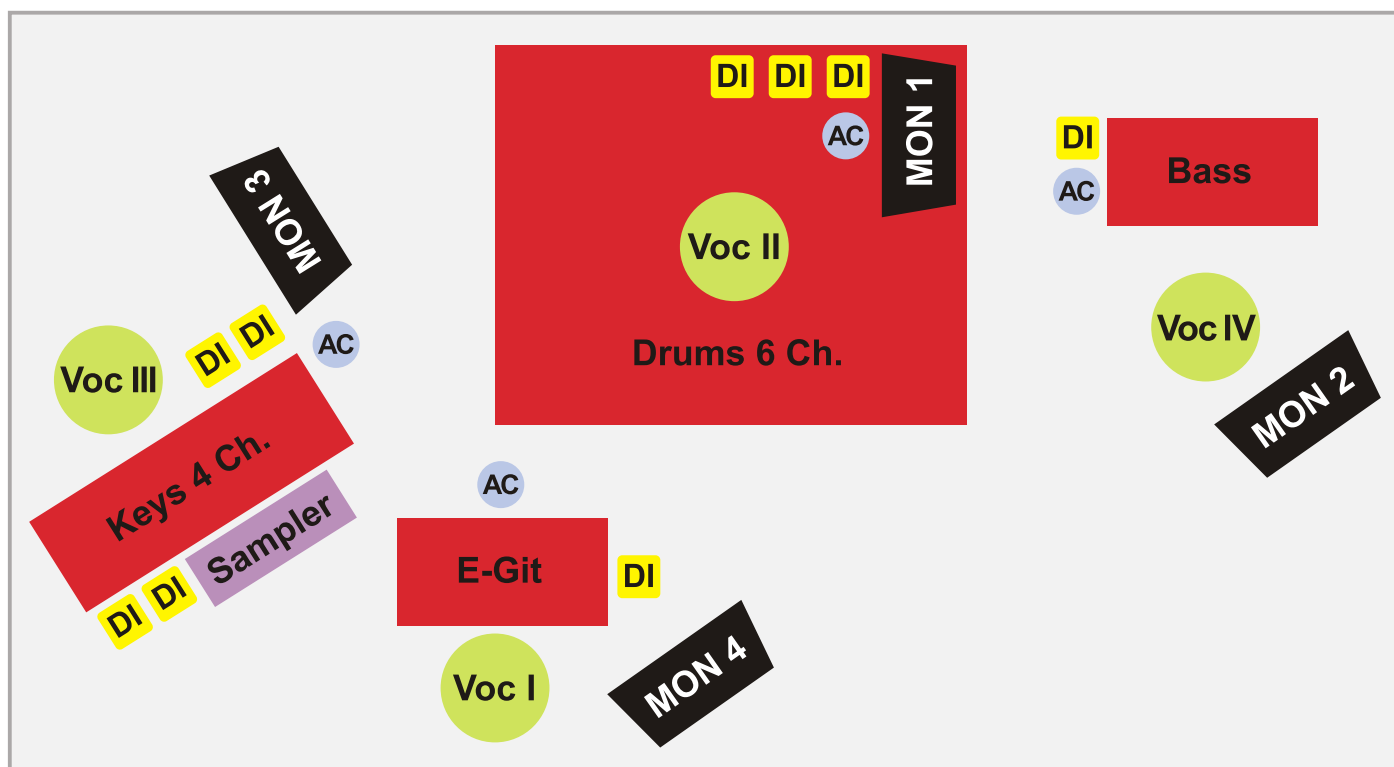 DI DI DI
MON 1
AC
DI
Bass
AC
MON 3
Voc II
DI DI
AC
Voc IV
Voc III
Drums 6 Ch.
MON 2
Keys 4 Ch.
AC
Sampler
E-Git
DI
DI DI
MON 4
Voc I